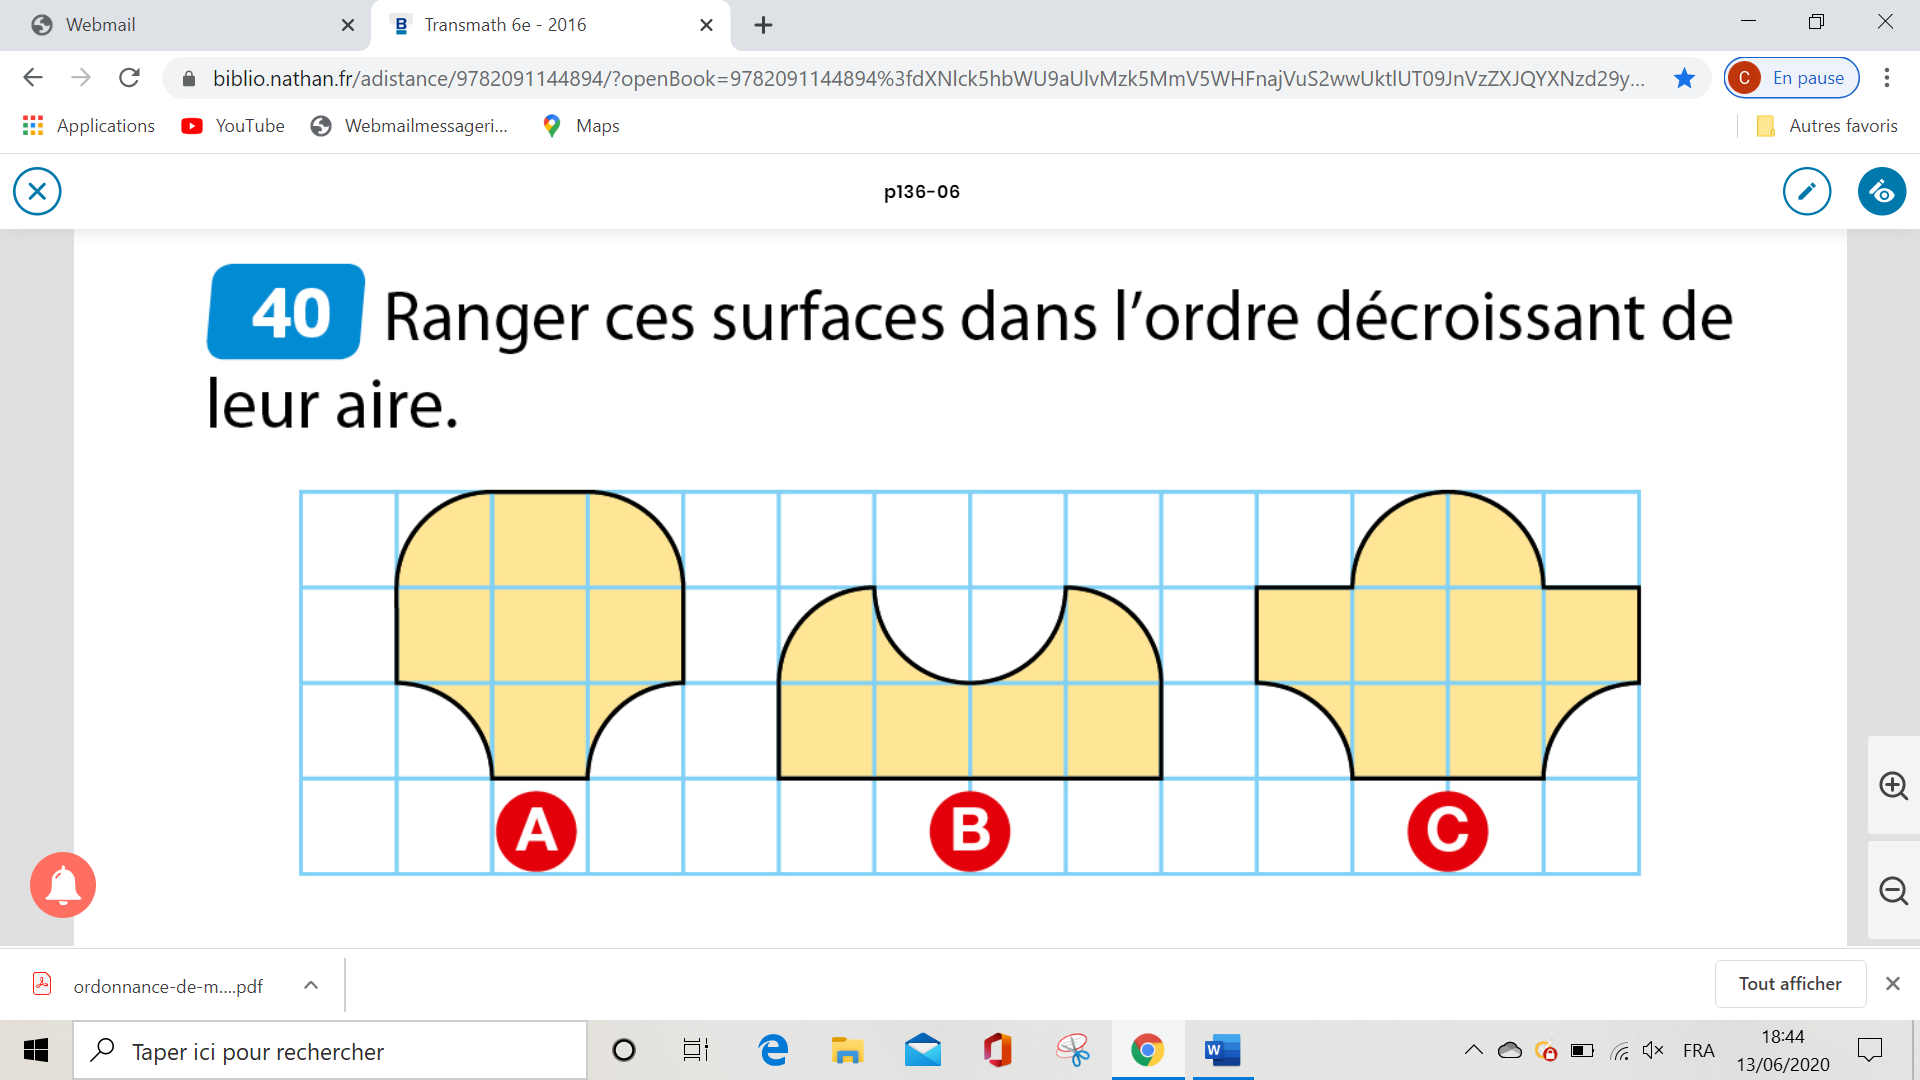 Webmail
Transmath 6e - 2016
biblio.nathan.fr/adistance/9782091144894/?openBook=9782091144894%3fdXNlck5hbWU9aUlvMzk5MmV5WHFnajVuS2wwUktlUT09JnVzZXJQYXNzd29y...
En pause
Applications
YouTube
Webmailmessageri...
Maps
Autres favoris
p136-06
40 Ranger ces surfaces dans l’ordre décroissant de
leur aire.
A
B
C
ordonnance-de-m....pdf
Tout afficher
Taper ici pour rechercher
FRA
18:44
13/06/2020